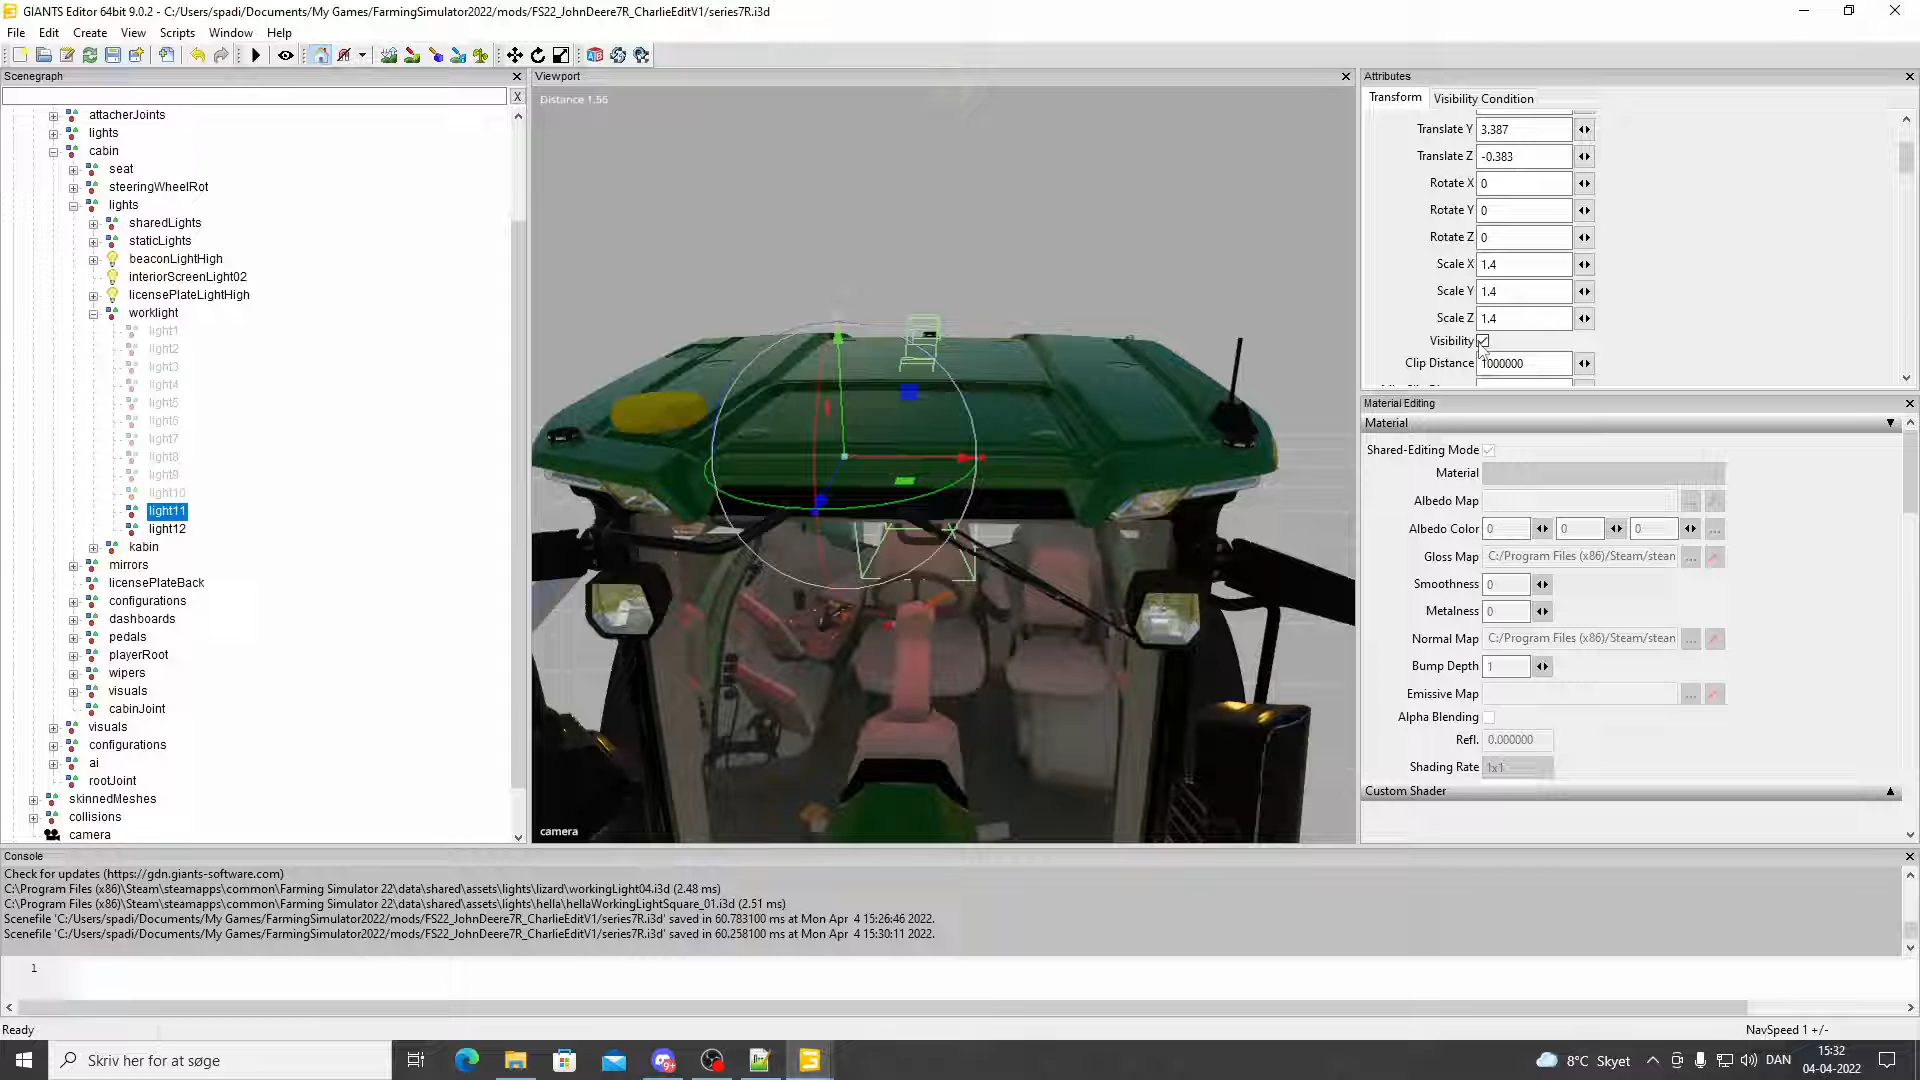 GIANTS Editor 64bit 9.0.2 - C:/Users/spadi/Documents/My Games/FarmingSimulator2022/mods/FS22_JohnDeere7R_CharlieEditV1/series7R.i3d
File Edit Create View Scripts Window Help
Scenegraph
X
attacherJoints
lights
cabin
seat
steeringWheelRot
lights
sharedLights
staticLights
beaconLightHigh
interiorScreenLight02
licensePlateLightHigh
worklight
light1
light2
light3
light4
light5
light6
light7
light8
light9
light10
light11
light12
kabin
mirrors
licensePlateBack
configurations
dashboards
pedals
playerRoot
wipers
visuals
cabinJoint
visuals
configurations
ai
rootJoint
skinnedMeshes
collisions
camera
Viewport
Distance 1.56
camera
Attributes
Transform Visibility Condition
Translate Y 3.387
Translate Z -0.383
Rotate X 0
Rotate Y 0
Rotate Z 0
Scale X 1.4
Scale Y 1.4
Scale Z 1.4
Visibility
Clip Distance 1000000
Material Editing
Material
Shared-Editing Mode
Material
Albedo Map ...
Albedo Color 0 0 0 ...
Gloss Map C:/Program Files (x86)/Steam/stean ...
Smoothness 0
Metalness 0
Normal Map C:/Program Files (x86)/Steam/stean ...
Bump Depth 1
Emissive Map ...
Alpha Blending
Refl. 0.000000
Shading Rate 1x1
Custom Shader
Console
Check for updates (https://gdn.giants-software.com)
C:\Program Files (x86)\Steam\steamapps\common\Farming Simulator 22\data\shared\assets\lights\lizard\workingLight04.i3d (2.48 ms)
C:\Program Files (x86)\Steam\steamapps\common\Farming Simulator 22\data\shared\assets\lights\hella\hellaWorkingLightSquare_01.i3d (2.51 ms)
Scenefile 'C:/Users/spadi/Documents/My Games/FarmingSimulator2022/mods/FS22_JohnDeere7R_CharlieEditV1/series7R.i3d' saved in 60.783100 ms at Mon Apr 4 15:26:46 2022.
Scenefile 'C:/Users/spadi/Documents/My Games/FarmingSimulator2022/mods/FS22_JohnDeere7R_CharlieEditV1/series7R.i3d' saved in 60.258100 ms at Mon Apr 4 15:30:11 2022.
1
Ready
NavSpeed 1 +/-
Skriv her for at søge
9+
8°C Skyet
DAN
15:32
04-04-2022